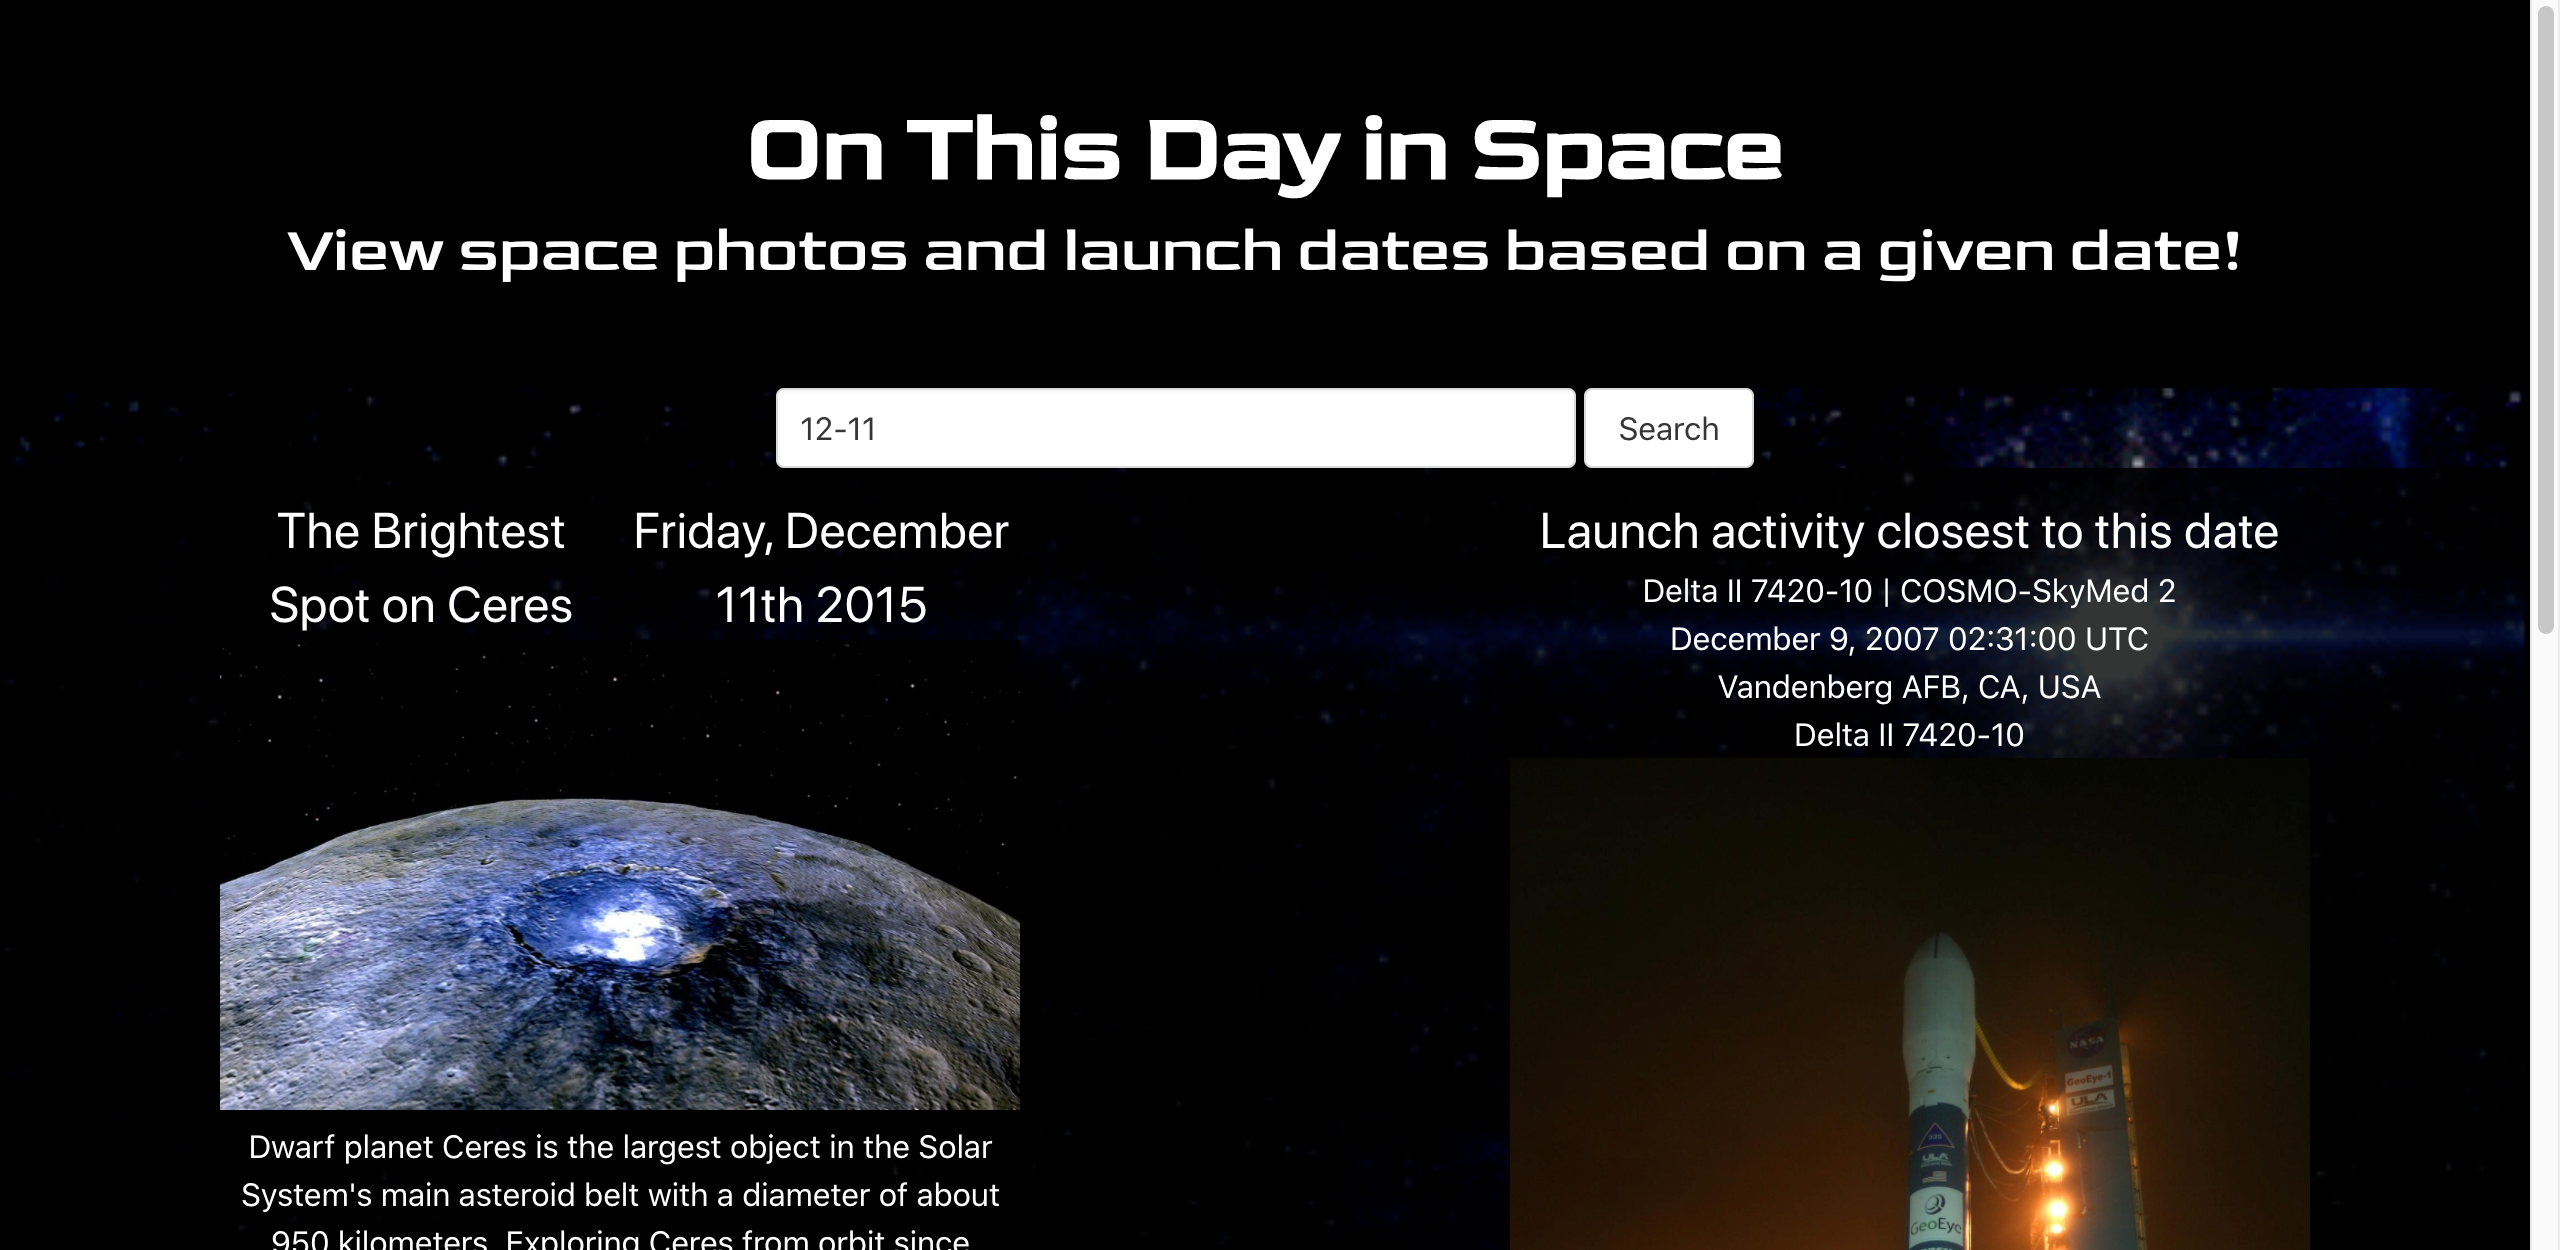 On This Day in Space
View space photos and launch dates based on a given date!
12-11
Search
The Brightest
Spot on Ceres
Friday, December
11th 2015
Dwarf planet Ceres is the largest object in the Solar
System's main asteroid belt with a diameter of about
950 kilometers. Exploring Ceres from orbit since
Launch activity closest to this date
Delta II 7420-10 | COSMO-SkyMed 2
December 9, 2007 02:31:00 UTC
Vandenberg AFB, CA, USA
Delta II 7420-10
NASA
GeoEye-1
ULA
335
ULA
GeoEye